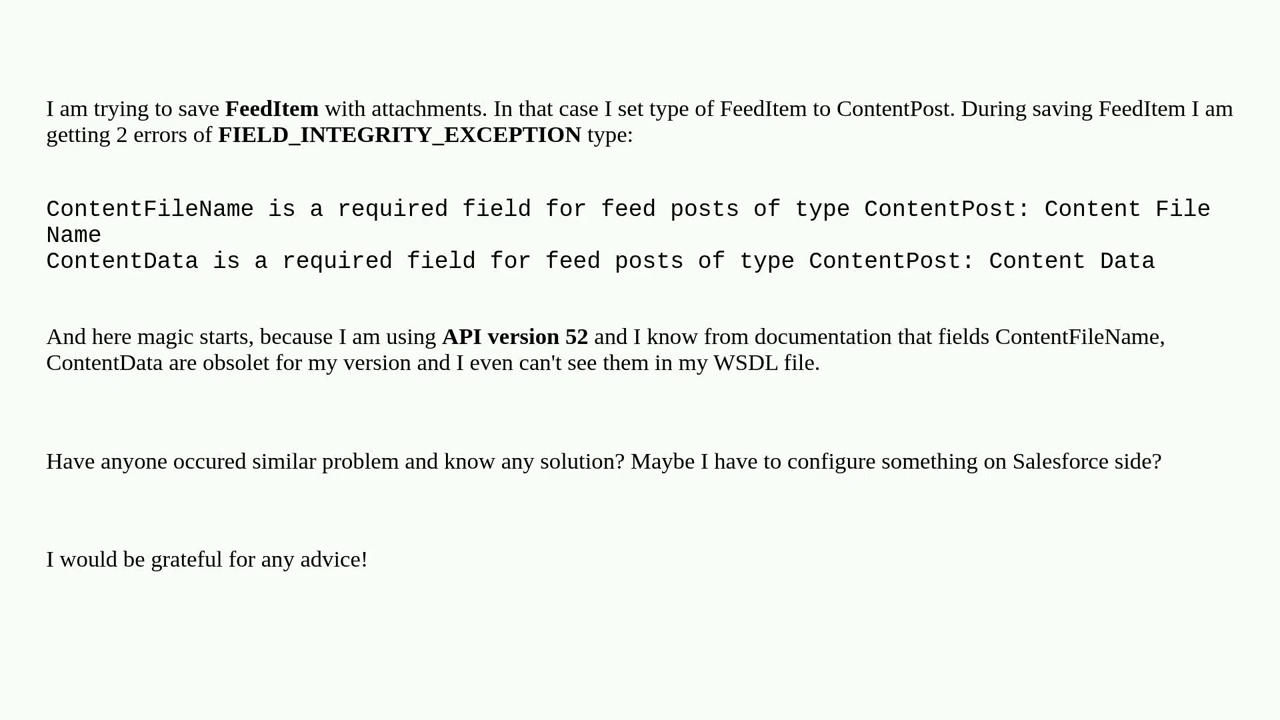 I am trying to save FeedItem with attachments. In that case I set type of FeedItem to ContentPost. During saving FeedItem I am
getting 2 errors of FIELD_INTEGRITY_EXCEPTION type:
ContentFileName is a required field for feed posts of type ContentPost: Content File
Name
ContentData is a required field for feed posts of type ContentPost: Content Data
And here magic starts, because I am using API version 52 and I know from documentation that fields ContentFileName,
ContentData are obsolet for my version and I even can't see them in my WSDL file.
Have anyone occured similar problem and know any solution? Maybe I have to configure something on Salesforce side?
I would be grateful for any advice!